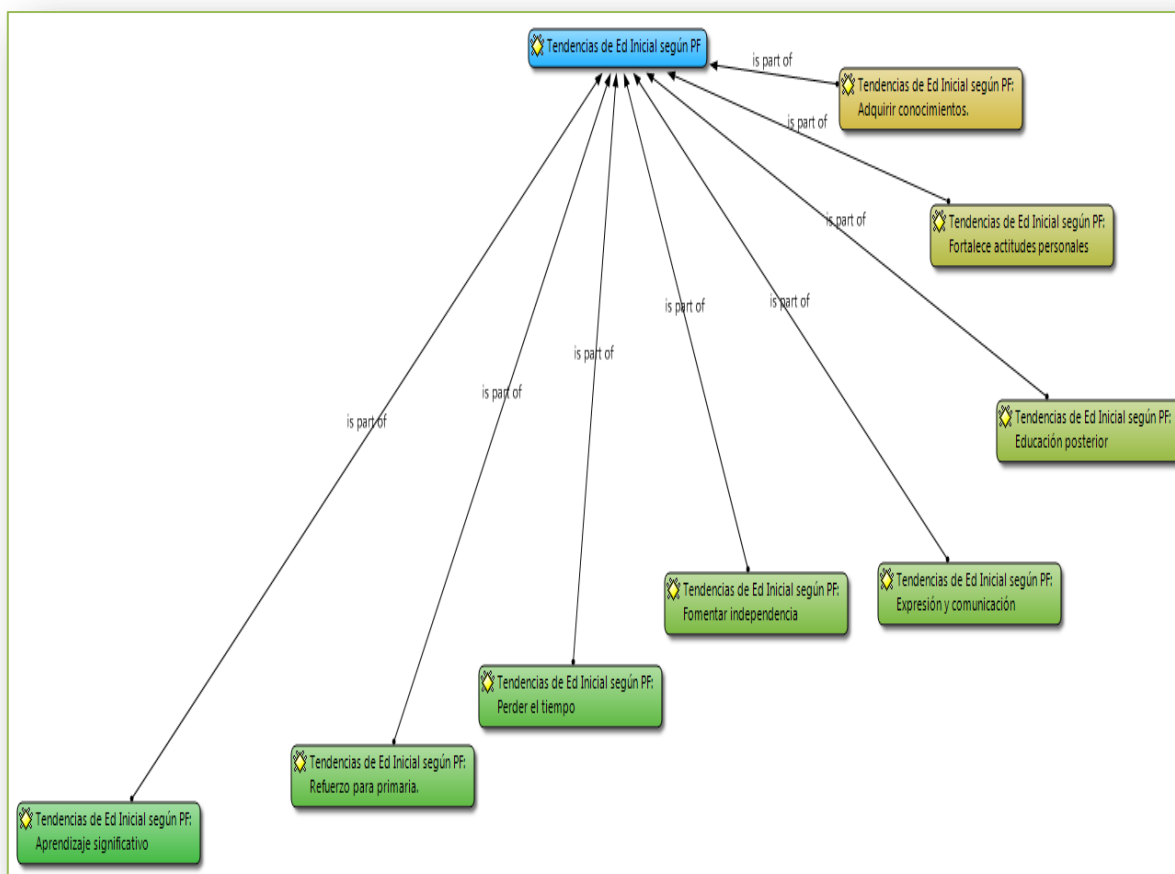 Tendencias de Ed Inicial según PF
is part of
Tendencias de Ed Inicial según PF:
Adquirir conocimientos.
is part of
Tendencias de Ed Inicial según PF:
Fortalece actitudes personales
is part of
Tendencias de Ed Inicial según PF:
Educación posterior
is part of
Tendencias de Ed Inicial según PF:
Expresión y comunicación
is part of
Tendencias de Ed Inicial según PF:
Fomentar independencia
is part of
Tendencias de Ed Inicial según PF:
Perder el tiempo
is part of
Tendencias de Ed Inicial según PF:
Refuerzo para primaria.
is part of
Tendencias de Ed Inicial según PF:
Aprendizaje significativo